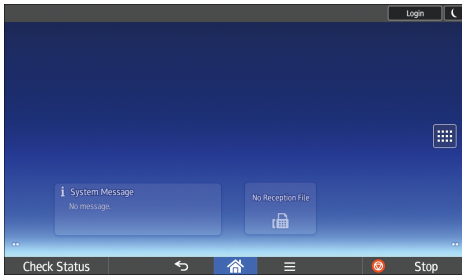 Login
System Message
No message.
No Reception File
Check Status
Stop